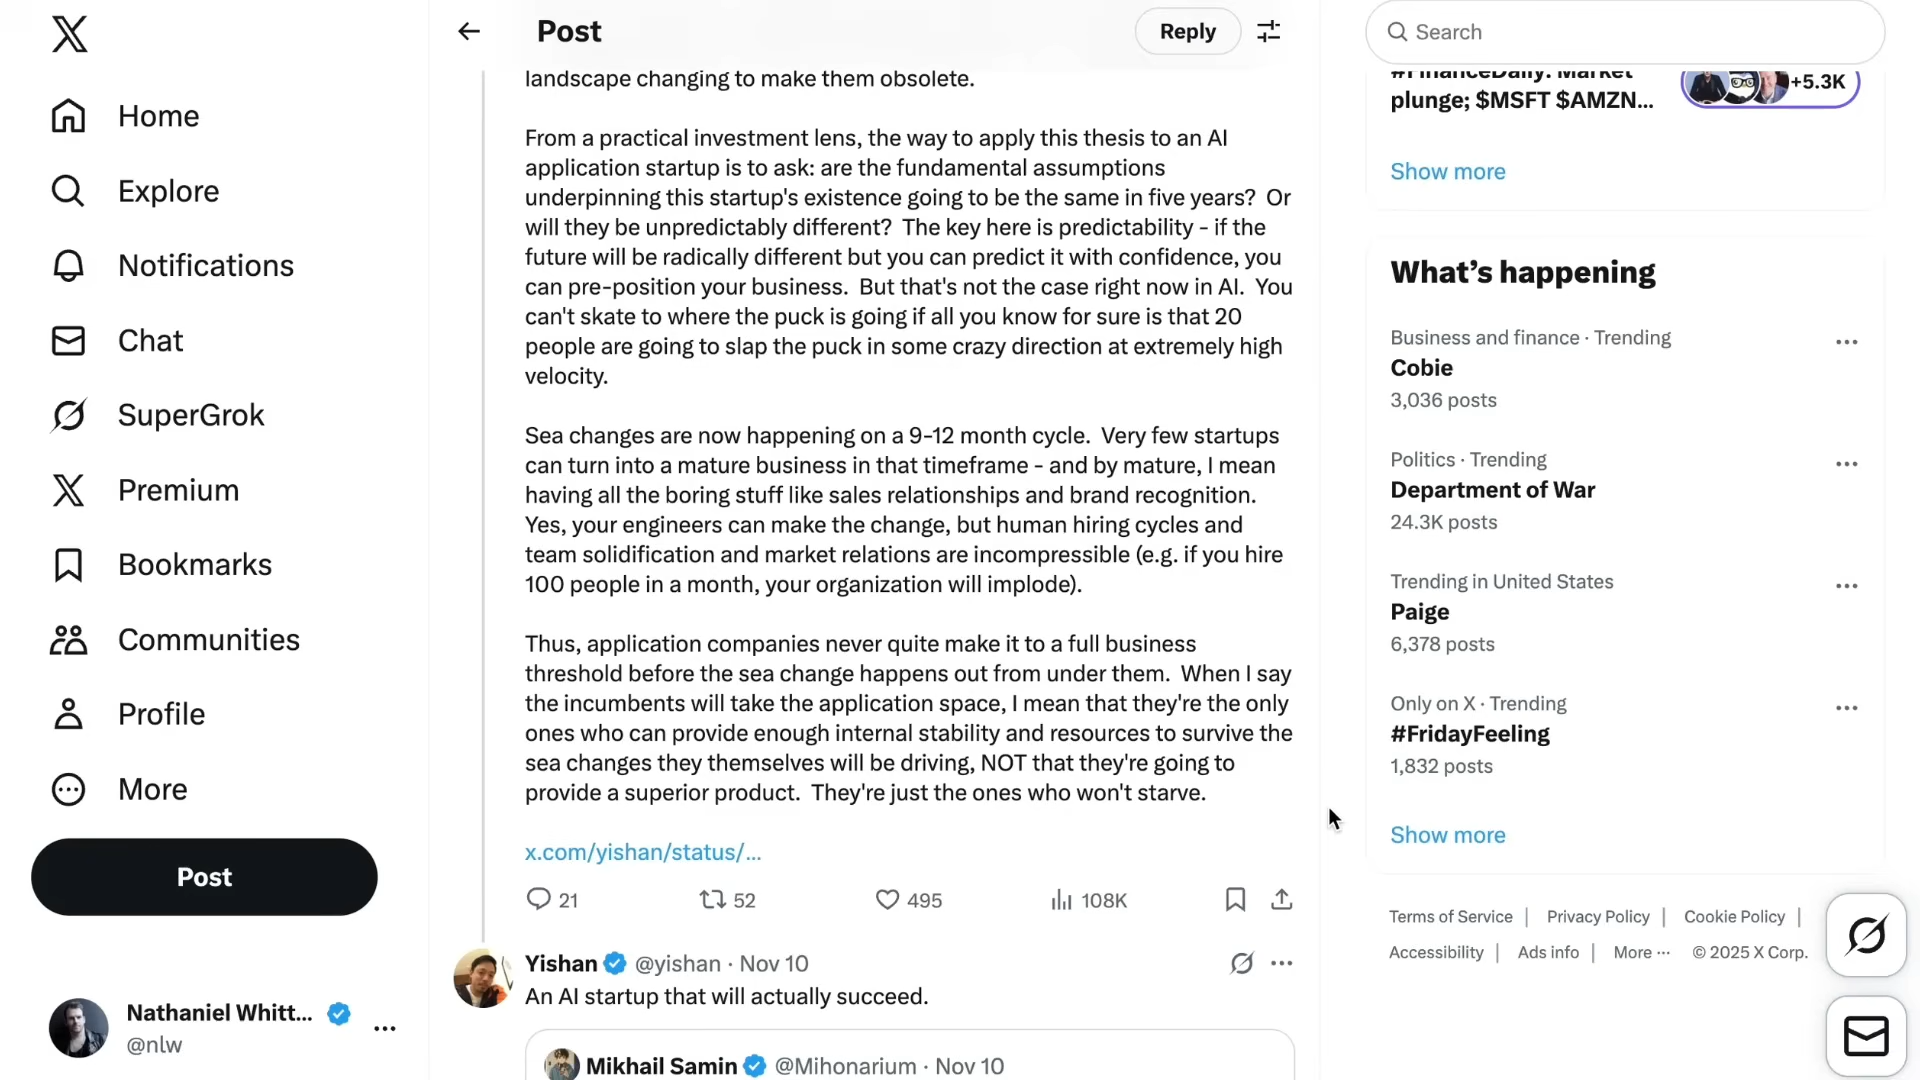 Home
Explore
Notifications
Chat
SuperGrok
Premium
Bookmarks
Communities
Profile
More
Post
Nathaniel Whitt...
@nlw
Post
Reply
landscape changing to make them obsolete.
From a practical investment lens, the way to apply this thesis to an AI
application startup is to ask: are the fundamental assumptions
underpinning this startup's existence going to be the same in five years?  Or
will they be unpredictably different?  The key here is predictability - if the
future will be radically different but you can predict it with confidence, you
can pre-position your business.  But that's not the case right now in AI.  You
can't skate to where the puck is going if all you know for sure is that 20
people are going to slap the puck in some crazy direction at extremely high
velocity.
Sea changes are now happening on a 9-12 month cycle.  Very few startups
can turn into a mature business in that timeframe - and by mature, I mean
having all the boring stuff like sales relationships and brand recognition.
Yes, your engineers can make the change, but human hiring cycles and
team solidification and market relations are incompressible (e.g. if you hire
100 people in a month, your organization will implode).
Thus, application companies never quite make it to a full business
threshold before the sea change happens out from under them.  When I say
the incumbents will take the application space, I mean that they're the only
ones who can provide enough internal stability and resources to survive the
sea changes they themselves will be driving, NOT that they're going to
provide a superior product.  They're just the ones who won't starve.
x.com/yishan/status/...
21 52 495 108K
Yishan @yishan · Nov 10
An AI startup that will actually succeed.
Mikhail Samin @Mihonarium · Nov 10
Search
#FinanceDaily: Market
plunge; $MSFT $AMZN...
+5.3K
Show more
What's happening
Business and finance · Trending
Cobie
3,036 posts
Politics · Trending
Department of War
24.3K posts
Trending in United States
Paige
6,378 posts
Only on X · Trending
#FridayFeeling
1,832 posts
Show more
Terms of Service | Privacy Policy | Cookie Policy |
Accessibility | Ads info | More ··· © 2025 X Corp.